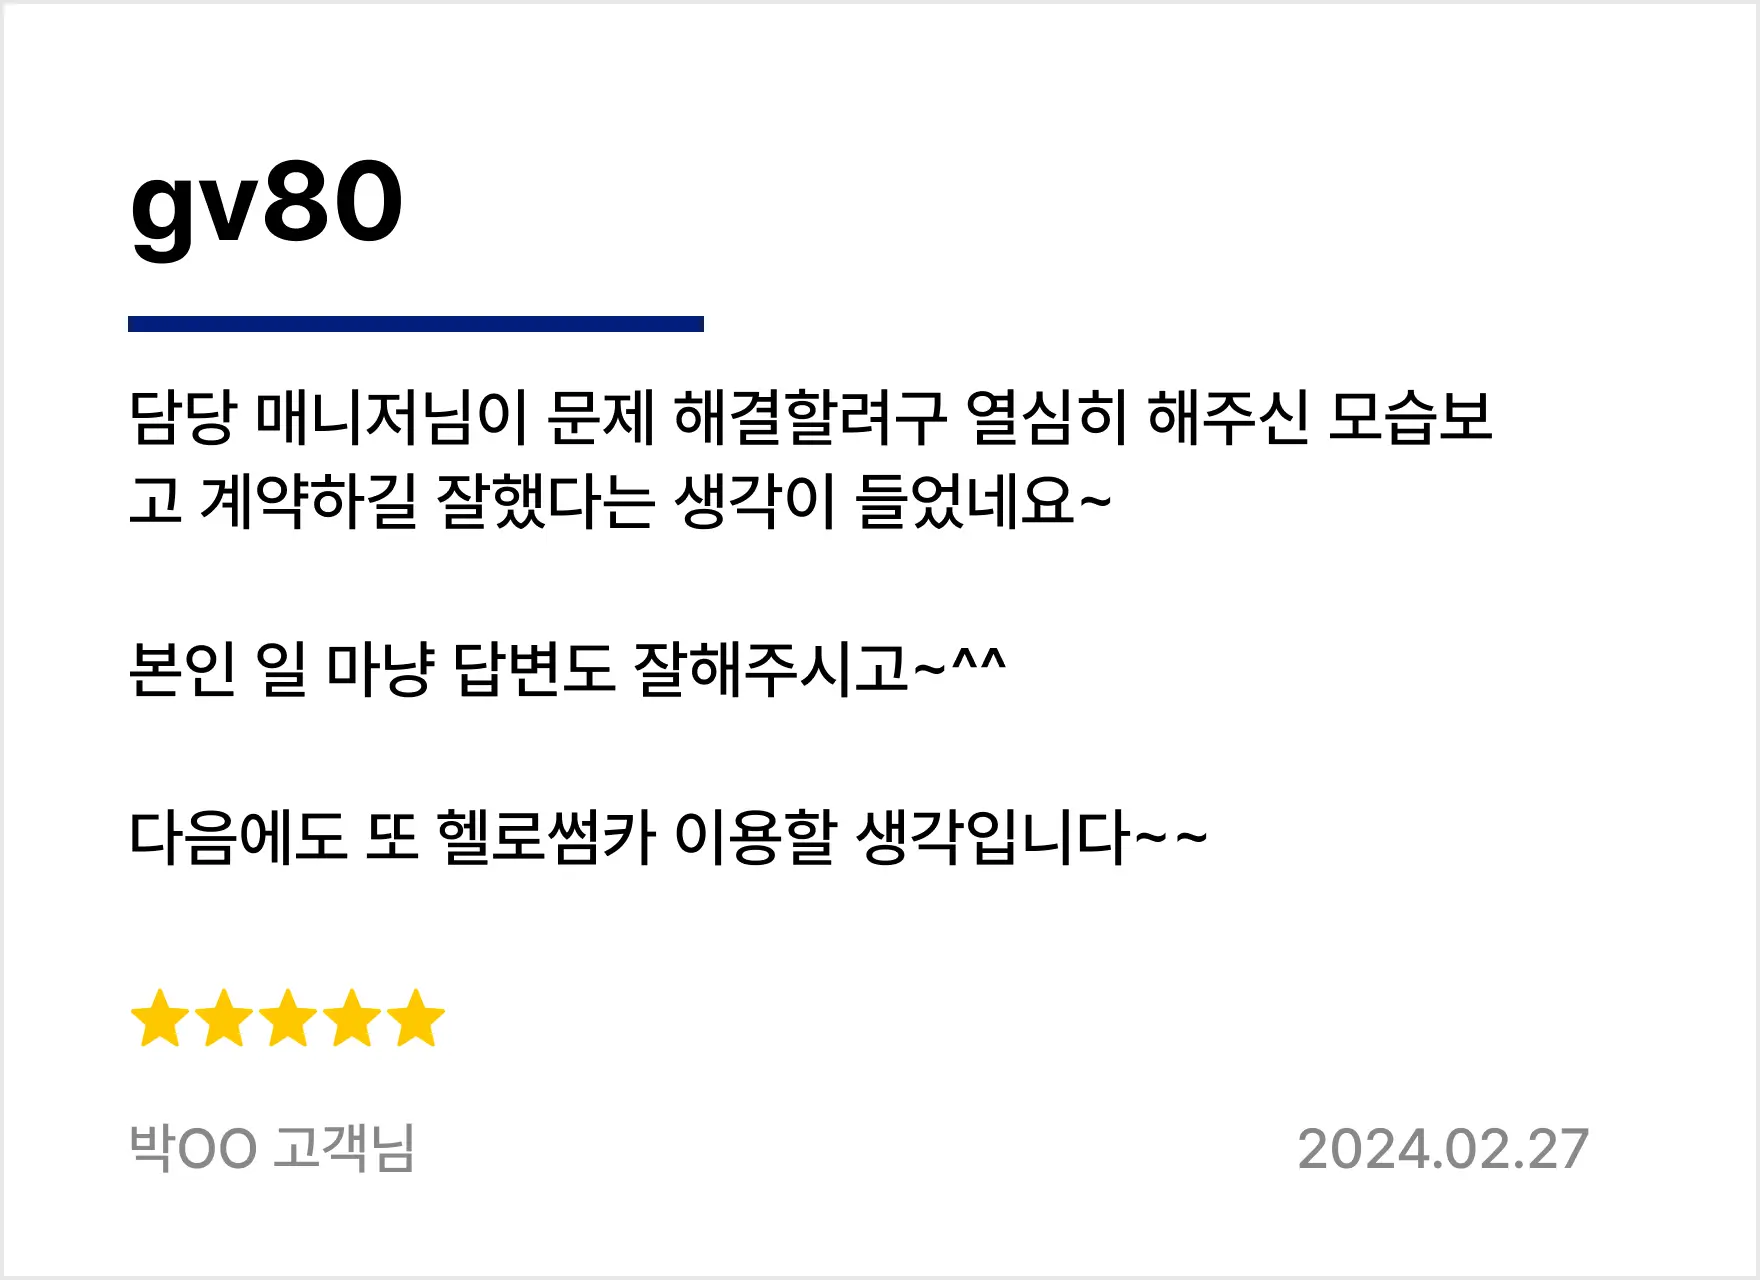 gv80
담당 매니저님이 문제 해결할려구 열심히 해주신 모습보
고 계약하길 잘했다는 생각이 들었네요~
본인 일 마냥 답변도 잘해주시고~^^
다음에도 또 헬로썸카 이용할 생각입니다~~
박OO 고객님
2024.02.27